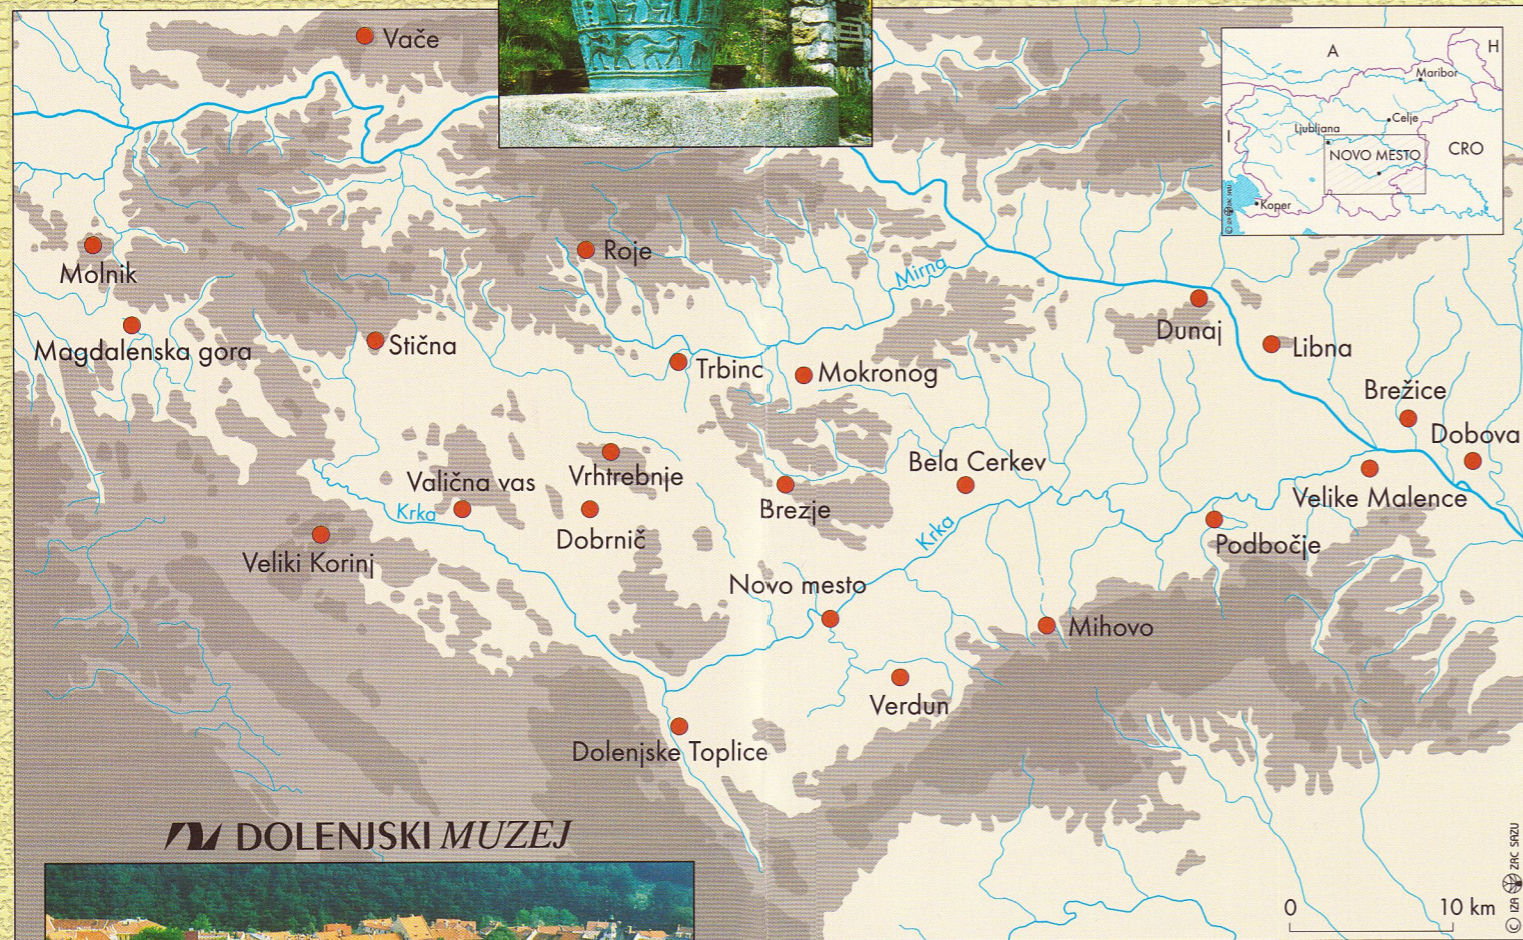 Vače
A
H
Maribor
Celje
Ljubljana
I
NOVO MESTO
CRO
Koper
Molnik
Roje
Mirna
Magdalenska gora
Stična
Trbinc
Mokronog
Dunaj
Libna
Brežice
Dobova
Vrhtrebnje
Valična vas
Krka
Bela Cerkev
Brezje
Velike Malence
Dobrnič
Veliki Korinj
Krka
Podbočje
Novo mesto
Mihovo
Verdun
Dolenjske Toplice
DOLENJSKI MUZEJ
0 10 km
© IZA ZRC SAZU